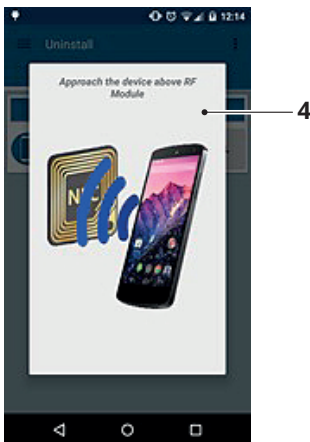 12:14
Uninstall
Approach the device above RF
Module
4